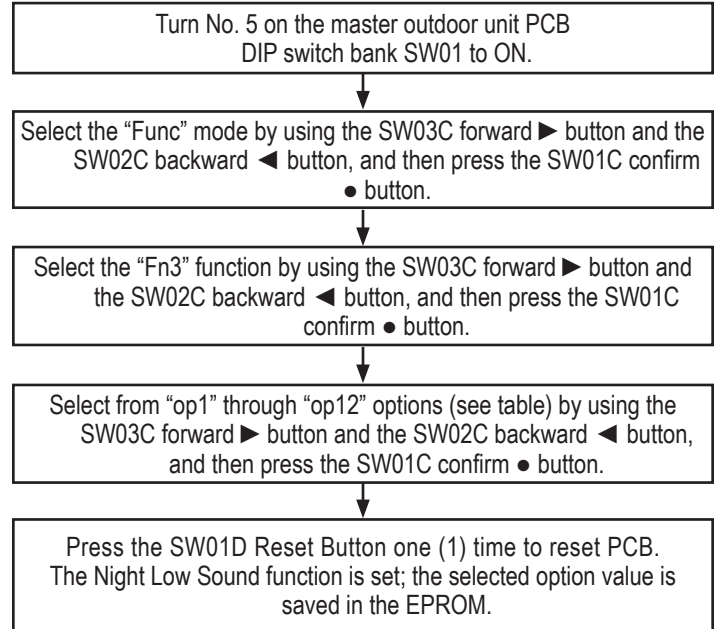 Turn No. 5 on the master outdoor unit PCB
DIP switch bank SW01 to ON.
Select the “Func” mode by using the SW03C forward ► button and the
SW02C backward ◄ button, and then press the SW01C confirm
● button.
Select the “Fn3” function by using the SW03C forward ► button and
the SW02C backward ◄ button, and then press the SW01C
confirm ● button.
Select from “op1” through “op12” options (see table) by using the
SW03C forward ► button and the SW02C backward ◄ button,
and then press the SW01C confirm ● button.
Press the SW01D Reset Button one (1) time to reset PCB.
The Night Low Sound function is set; the selected option value is
saved in the EPROM.